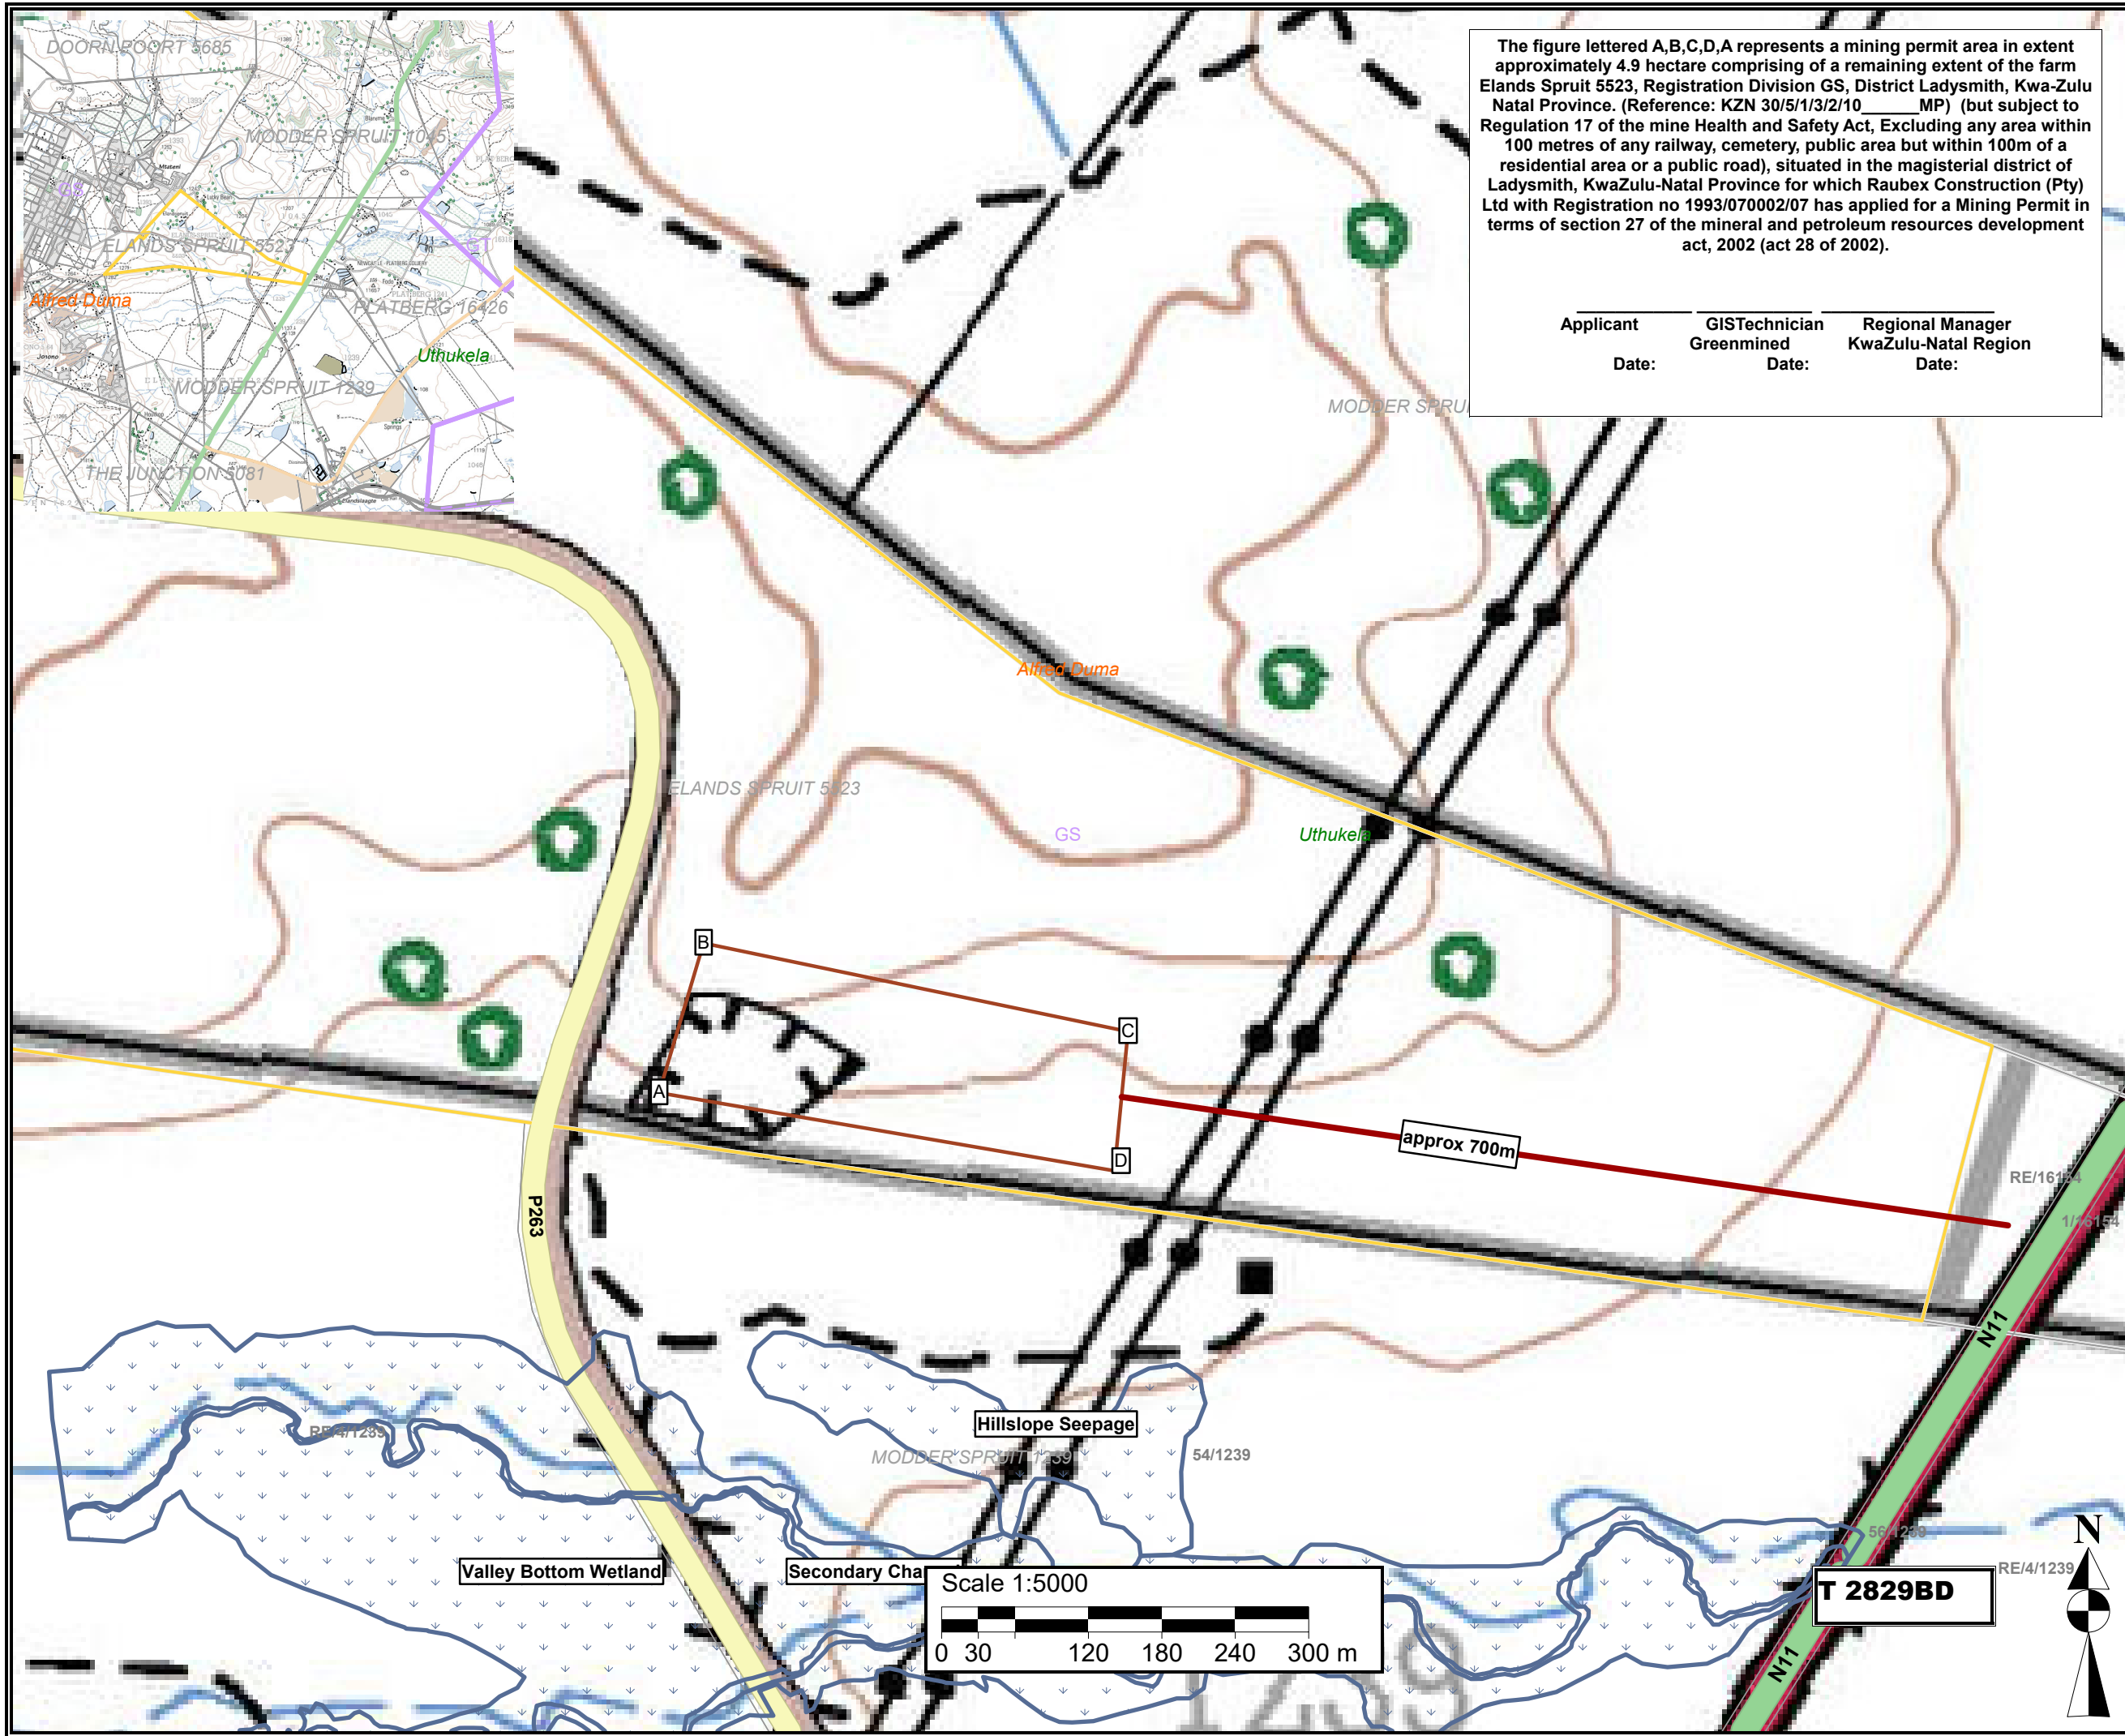 The figure lettered A,B,C,D,A represents a mining permit area in extent
approximately 4.9 hectare comprising of a remaining extent of the farm
Elands Spruit 5523, Registration Division GS, District Ladysmith, Kwa-Zulu
Natal Province. (Reference: KZN 30/5/1/3/2/10______MP) (but subject to
Regulation 17 of the mine Health and Safety Act, Excluding any area within
100 metres of any railway, cemetery, public area but within 100m of a
residential area or a public road), situated in the magisterial district of
Ladysmith, KwaZulu-Natal Province for which Raubex Construction (Pty)
Ltd with Registration no 1993/070002/07 has applied for a Mining Permit in
terms of section 27 of the mineral and petroleum resources development
act, 2002 (act 28 of 2002).
Applicant GISTechnician Regional Manager
Greenmined KwaZulu-Natal Region
Date: Date: Date:
DOORN POORT 5685
MODDER SPRUIT 1045
GS
ELANDS SPRUIT 5523
GT
Alfred Duma
PLATBERG 16426
Uthukela
MODDER SPRUIT 1239
THE JUNCTION 5081
MODDER SPRU
Alfred Duma
ELANDS SPRUIT 5523
GS
Uthukela
B
C
A
D
approx 700m
RE/16154
1/16154
P263
N11
Hillslope Seepage
RE/4/1239
MODDER SPRUIT 1239
54/1239
56/1239
Valley Bottom Wetland
Secondary Cha
RE/4/1239
Scale 1:5000
0 30 120 180 240 300 m
T 2829BD
N
N11